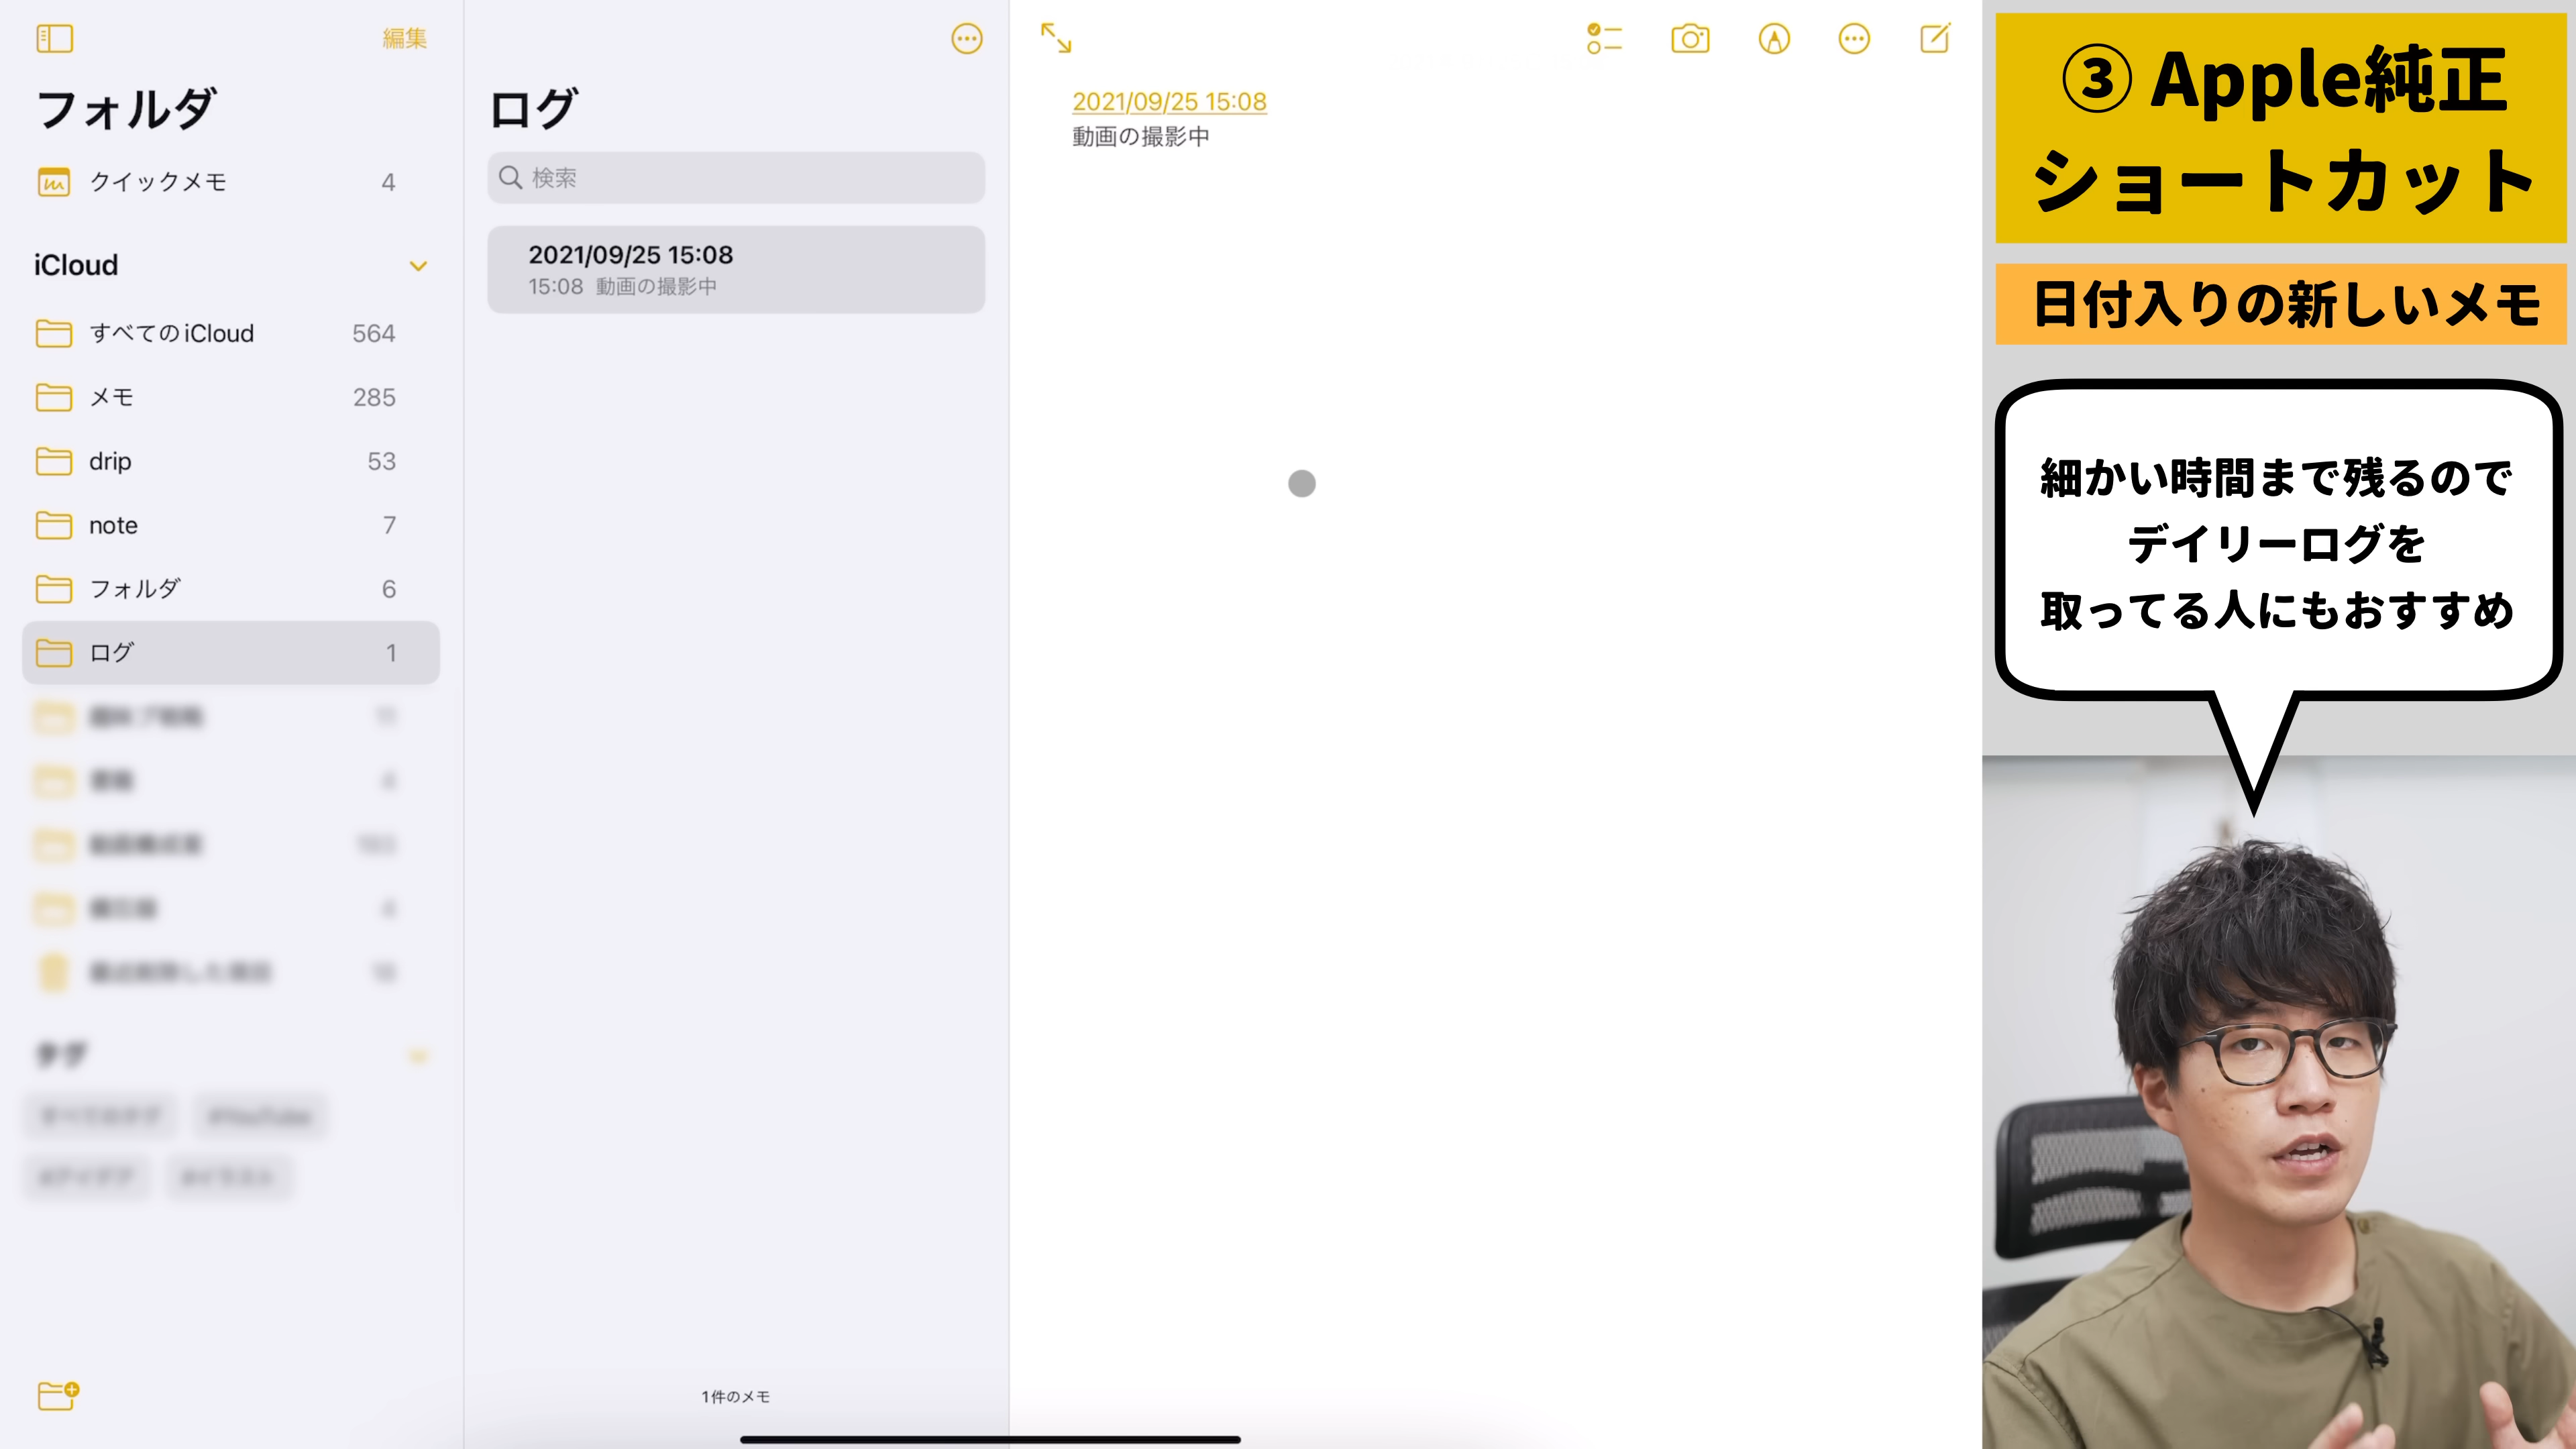 編集
フォルダ
クイックメモ 4
iCloud
すべてのiCloud 564
メモ 285
drip 53
note 7
フォルダ 6
ログ 1
ログ
検索
2021/09/25 15:08
15:08 動画の撮影中
1件のメモ
2021/09/25 15:08
動画の撮影中
③ Apple純正
ショートカット
日付入りの新しいメモ
細かい時間まで残るので
デイリーログを
取ってる人にもおすすめ